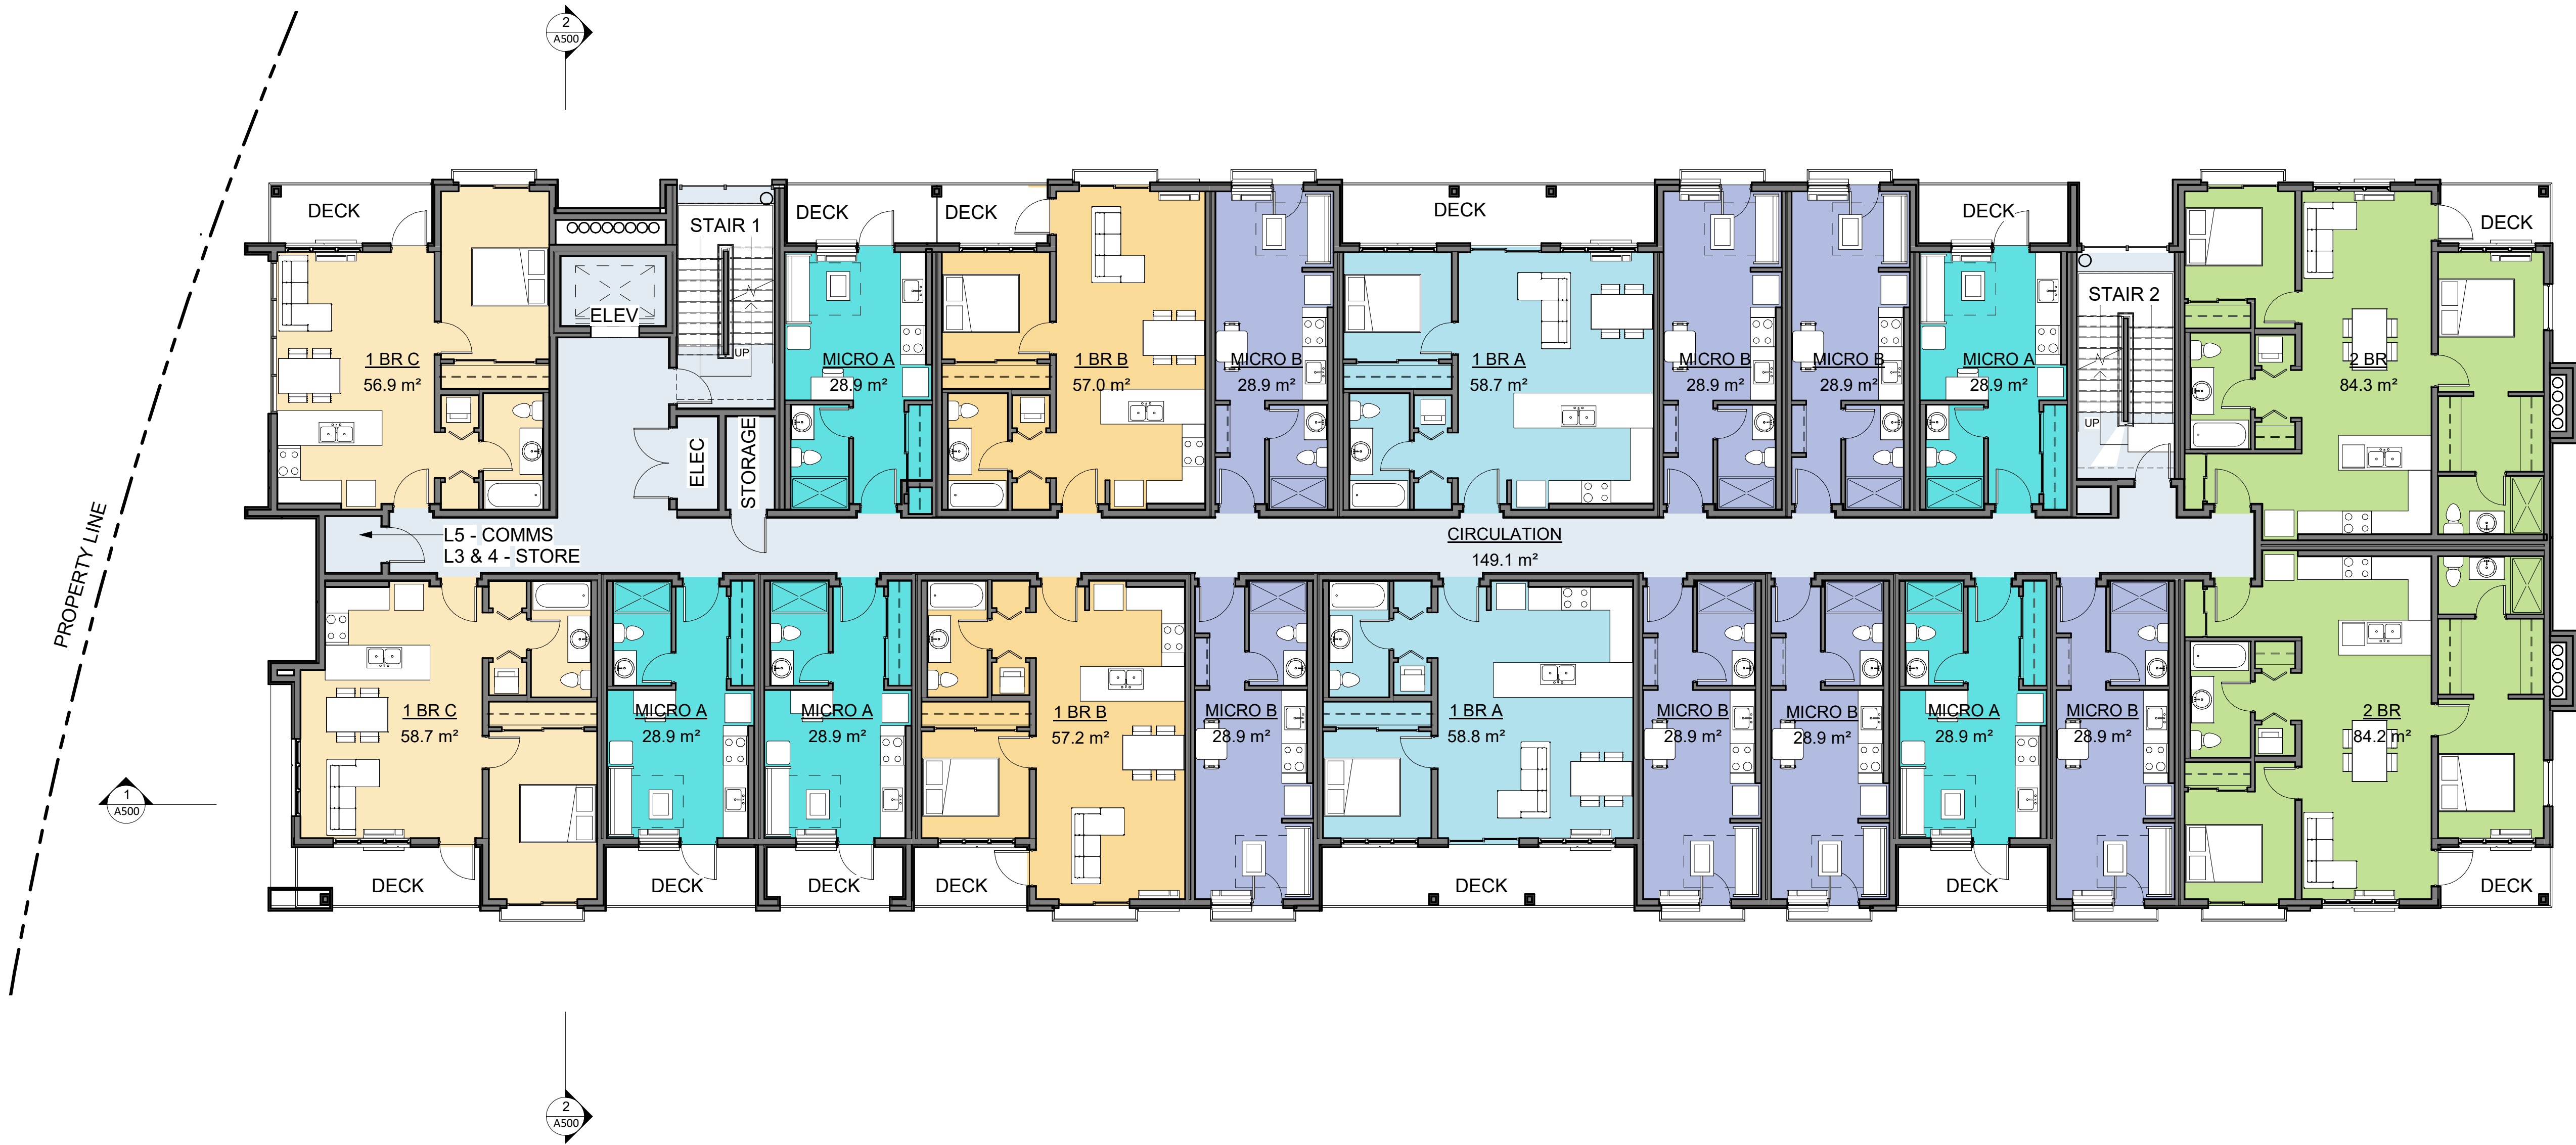 2
A500
DECK
STAIR 1
UP
ELEV
1 BR C
56.9 m²
ELEC
STORAGE
DECK
MICRO A
28.9 m²
DECK
1 BR B
57.0 m²
MICRO B
28.9 m²
DECK
1 BR A
58.7 m²
MICRO B
28.9 m²
MICRO B
28.9 m²
DECK
MICRO A
28.9 m²
STAIR 2
UP
2 BR
84.3 m²
DECK
PROPERTY LINE
L5 - COMMS
L3 & 4 - STORE
CIRCULATION
149.1 m²
1 BR C
58.7 m²
DECK
MICRO A
28.9 m²
DECK
MICRO A
28.9 m²
DECK
1 BR B
57.2 m²
DECK
MICRO B
28.9 m²
1 BR A
58.8 m²
DECK
MICRO B
28.9 m²
MICRO B
28.9 m²
MICRO A
28.9 m²
DECK
MICRO B
28.9 m²
2 BR
84.2 m²
DECK
1
A500
2
A500